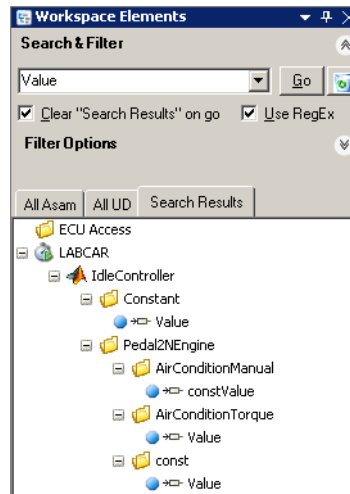 Workspace Elements
Search & Filter
Value
Go
Clear "Search Results" on go
Use RegEx
Filter Options
All Asam
All UD
Search Results
ECU Access
LABCAR
IdleController
Constant
Value
Pedal2NEngine
AirConditionManual
constValue
AirConditionTorque
Value
const
Value